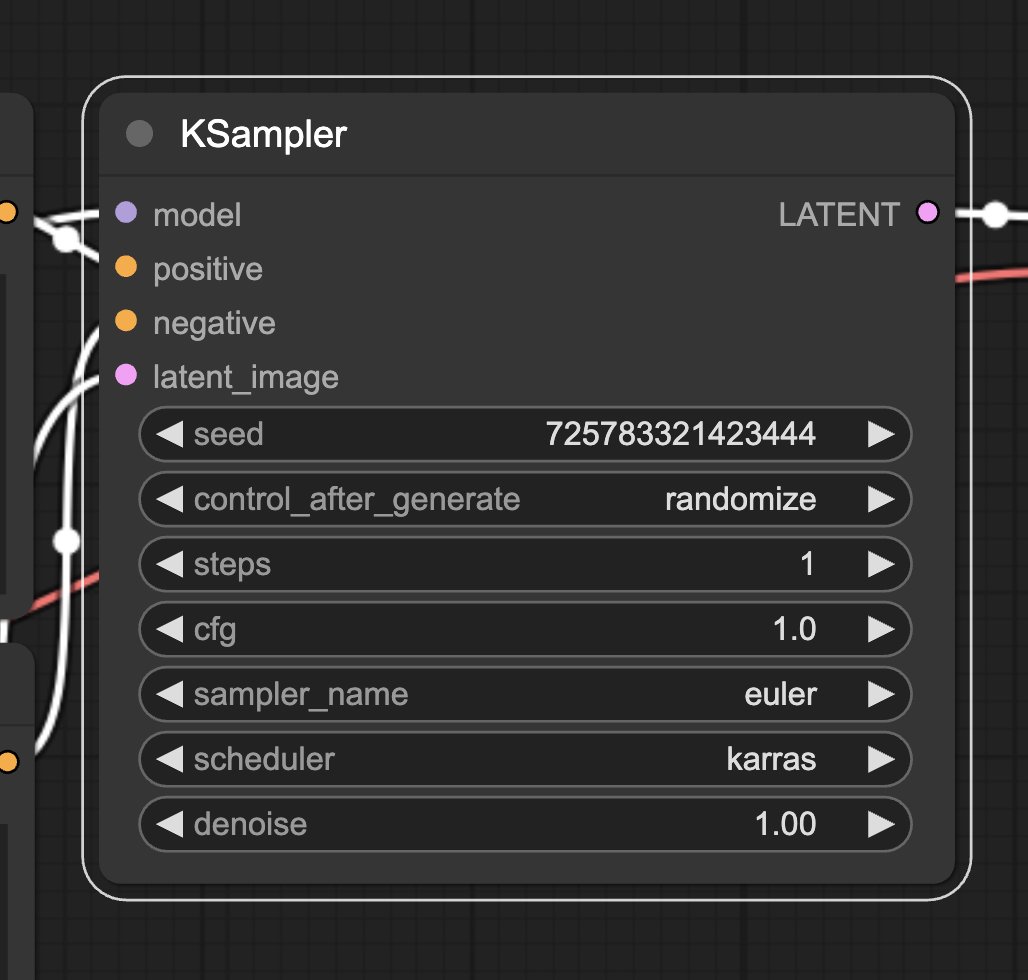 KSampler
model LATENT
positive
negative
latent_image
seed 725783321423444
control_after_generate randomize
steps 1
cfg 1.0
sampler_name euler
scheduler karras
denoise 1.00